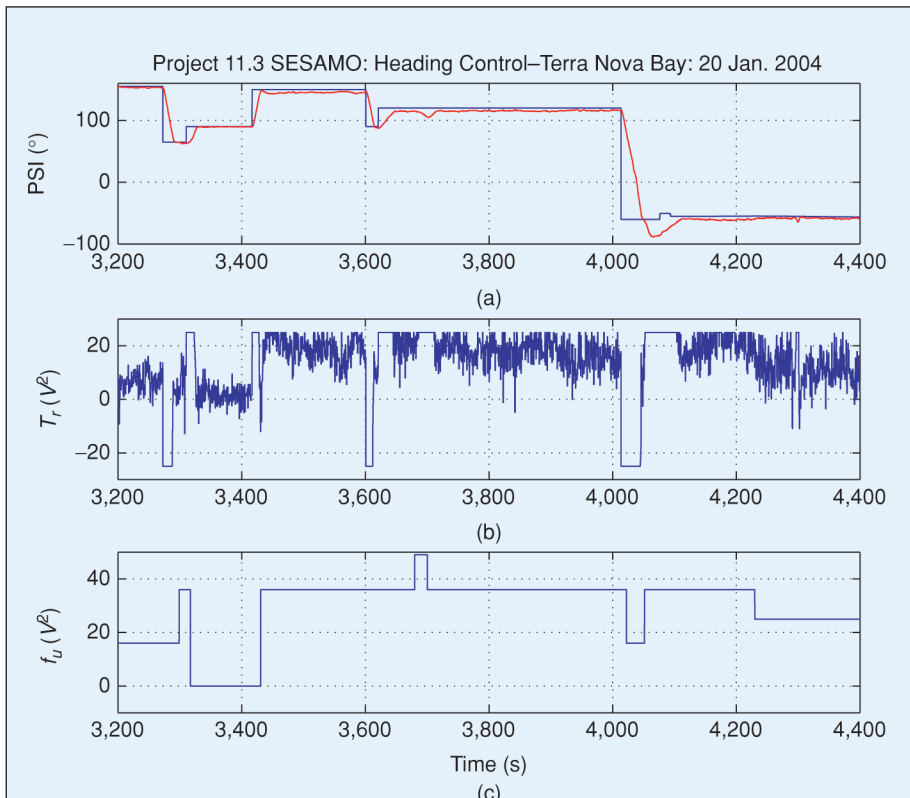 Project 11.3 SESAMO: Heading Control–Terra Nova Bay: 20 Jan. 2004
PSI (°)
100
0
−100
3,200 3,400 3,600 3,800 4,000 4,200 4,400
(a)
T_r (V²)
20
0
−20
3,200 3,400 3,600 3,800 4,000 4,200 4,400
(b)
f_u (V²)
40
20
0
3,200 3,400 3,600 3,800 4,000 4,200 4,400
Time (s)
(c)